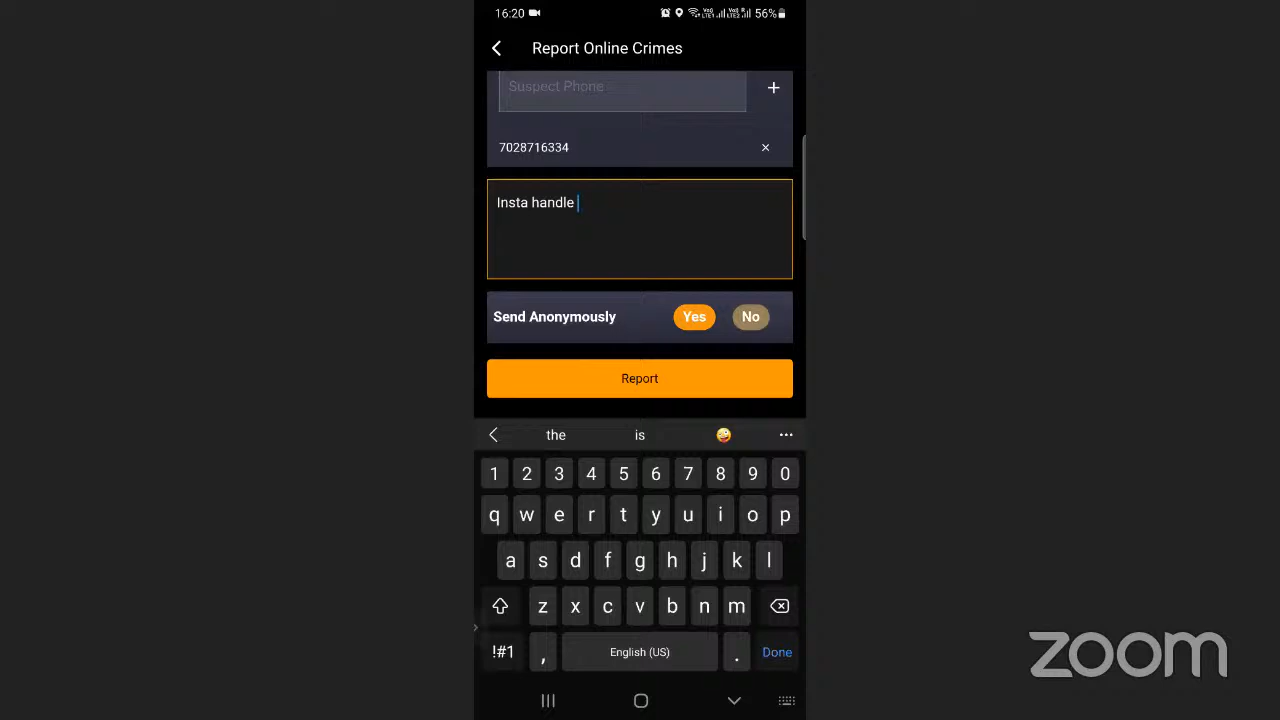 16:20 56%
Report Online Crimes
Suspect Phone +
7028716334 ×
Insta handle
Send Anonymously Yes No
Report
the is ...
1 2 3 4 5 6 7 8 9 0
q w e r t y u i o p
a s d f g h j k l
z x c v b n m
!#1 , English (US) . Done
zoom